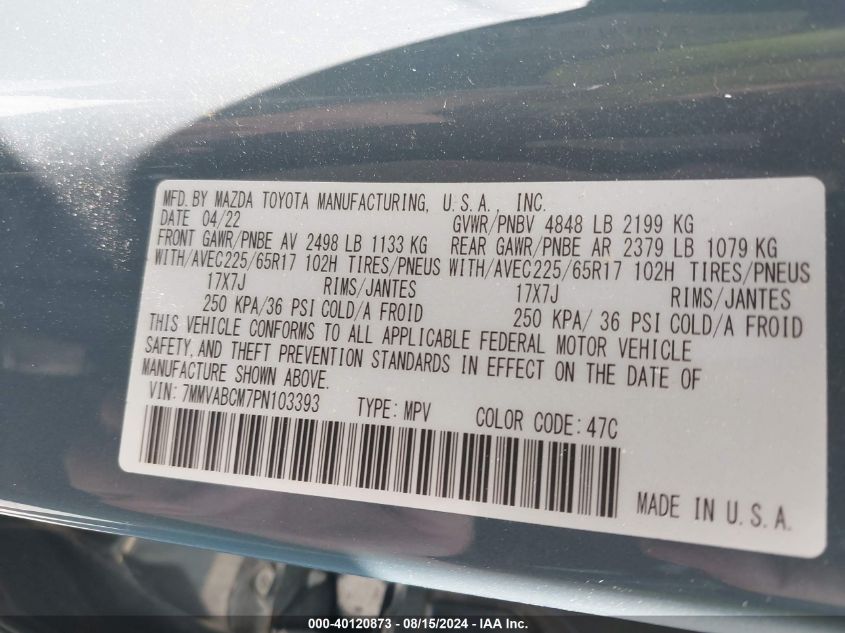 MFD. BY MAZDA TOYOTA MANUFACTURING, U.S.A., INC.
DATE 04/22 GVWR/PNBV 4848 LB 2199 KG
FRONT GAWR/PNBE AV 2498 LB 1133 KG REAR GAWR/PNBE AR 2379 LB 1079 KG
WITH/AVEC225/65R17 102H TIRES/PNEUS WITH/AVEC225/65R17 102H TIRES/PNEUS
17X7J RIMS/JANTES 17X7J RIMS/JANTES
250 KPA/36 PSI COLD/A FROID 250 KPA/ 36 PSI COLD/A FROID
THIS VEHICLE CONFORMS TO ALL APPLICABLE FEDERAL MOTOR VEHICLE
SAFETY, AND THEFT PREVENTION STANDARDS IN EFFECT ON THE DATE OF
MANUFACTURE SHOWN ABOVE.
VIN: 7MMVABCM7PN103393 TYPE: MPV COLOR CODE: 47C
MADE IN U.S.A.
000-40120873 - 08/15/2024 - IAA Inc.